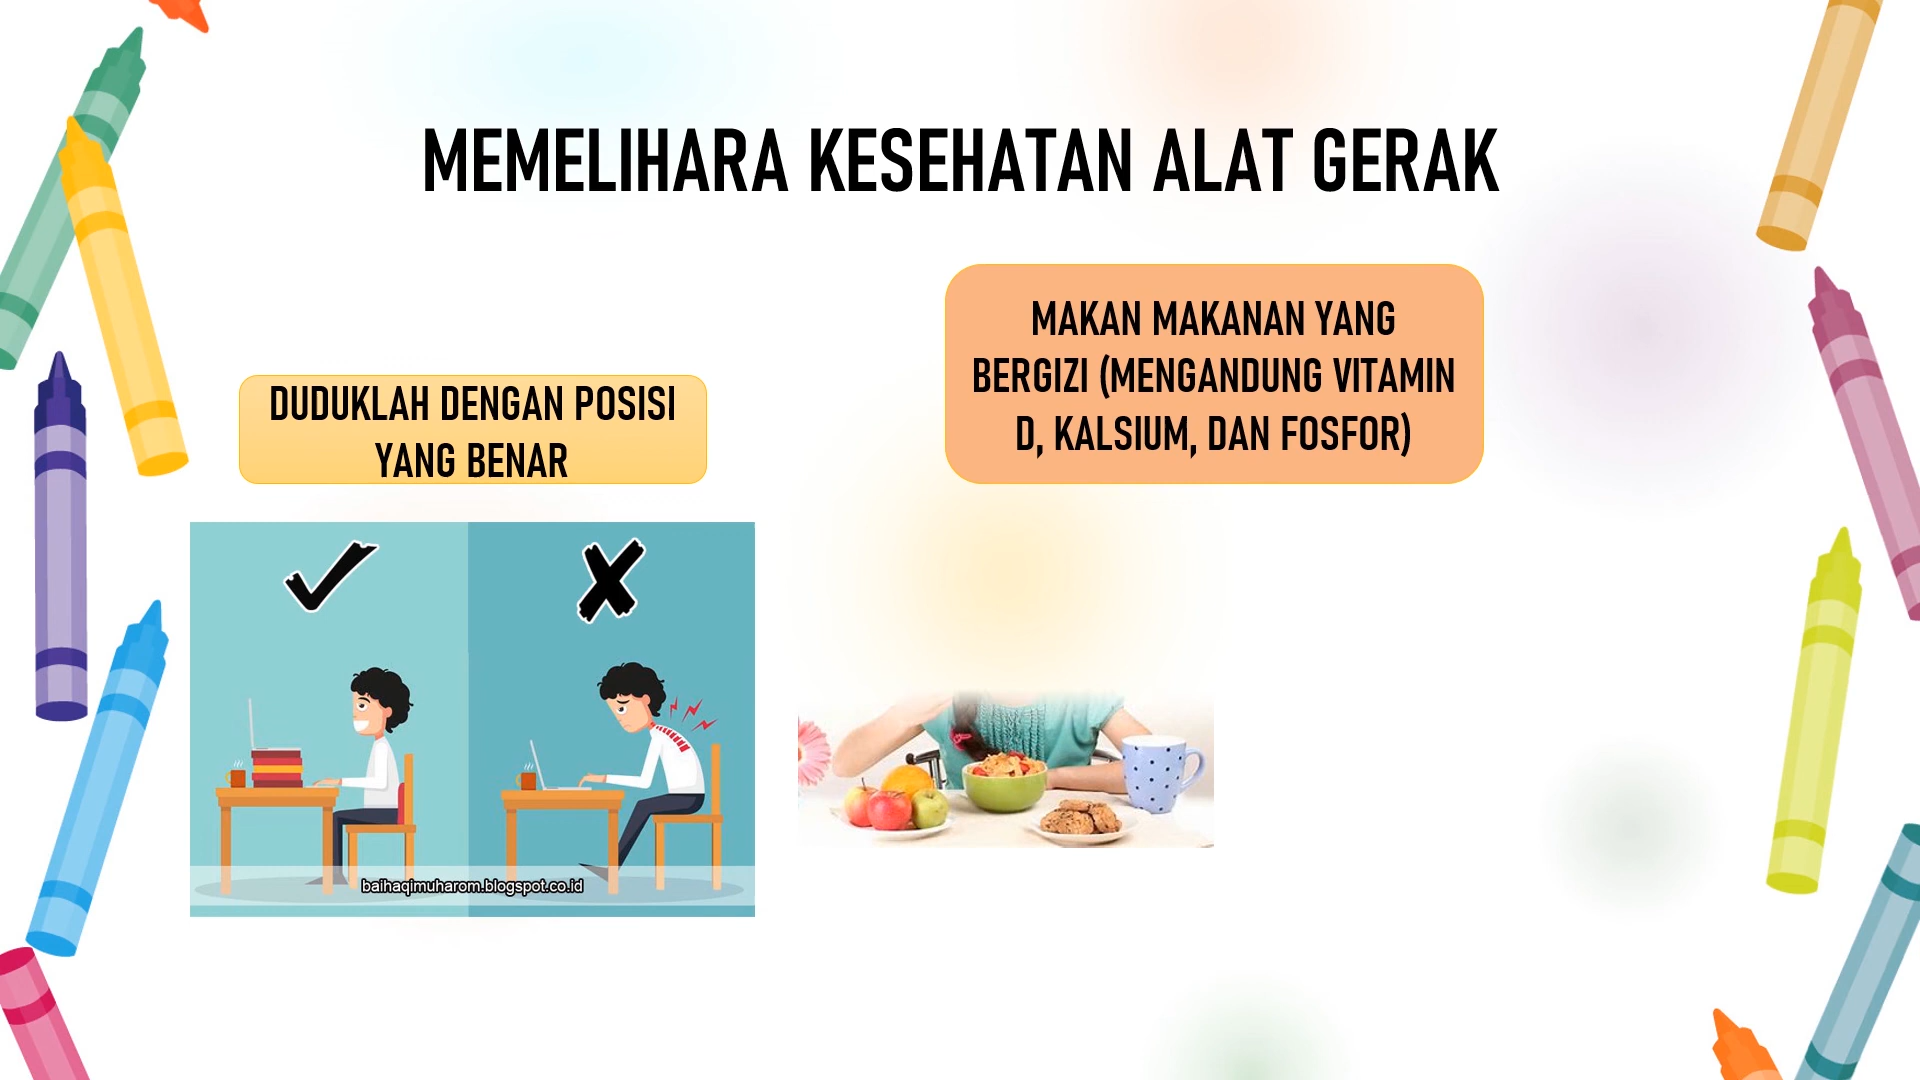 MEMELIHARA KESEHATAN ALAT GERAK
DUDUKLAH DENGAN POSISI
YANG BENAR
MAKAN MAKANAN YANG
BERGIZI (MENGANDUNG VITAMIN
D, KALSIUM, DAN FOSFOR)
baihaqimuharom.blogspot.co.id